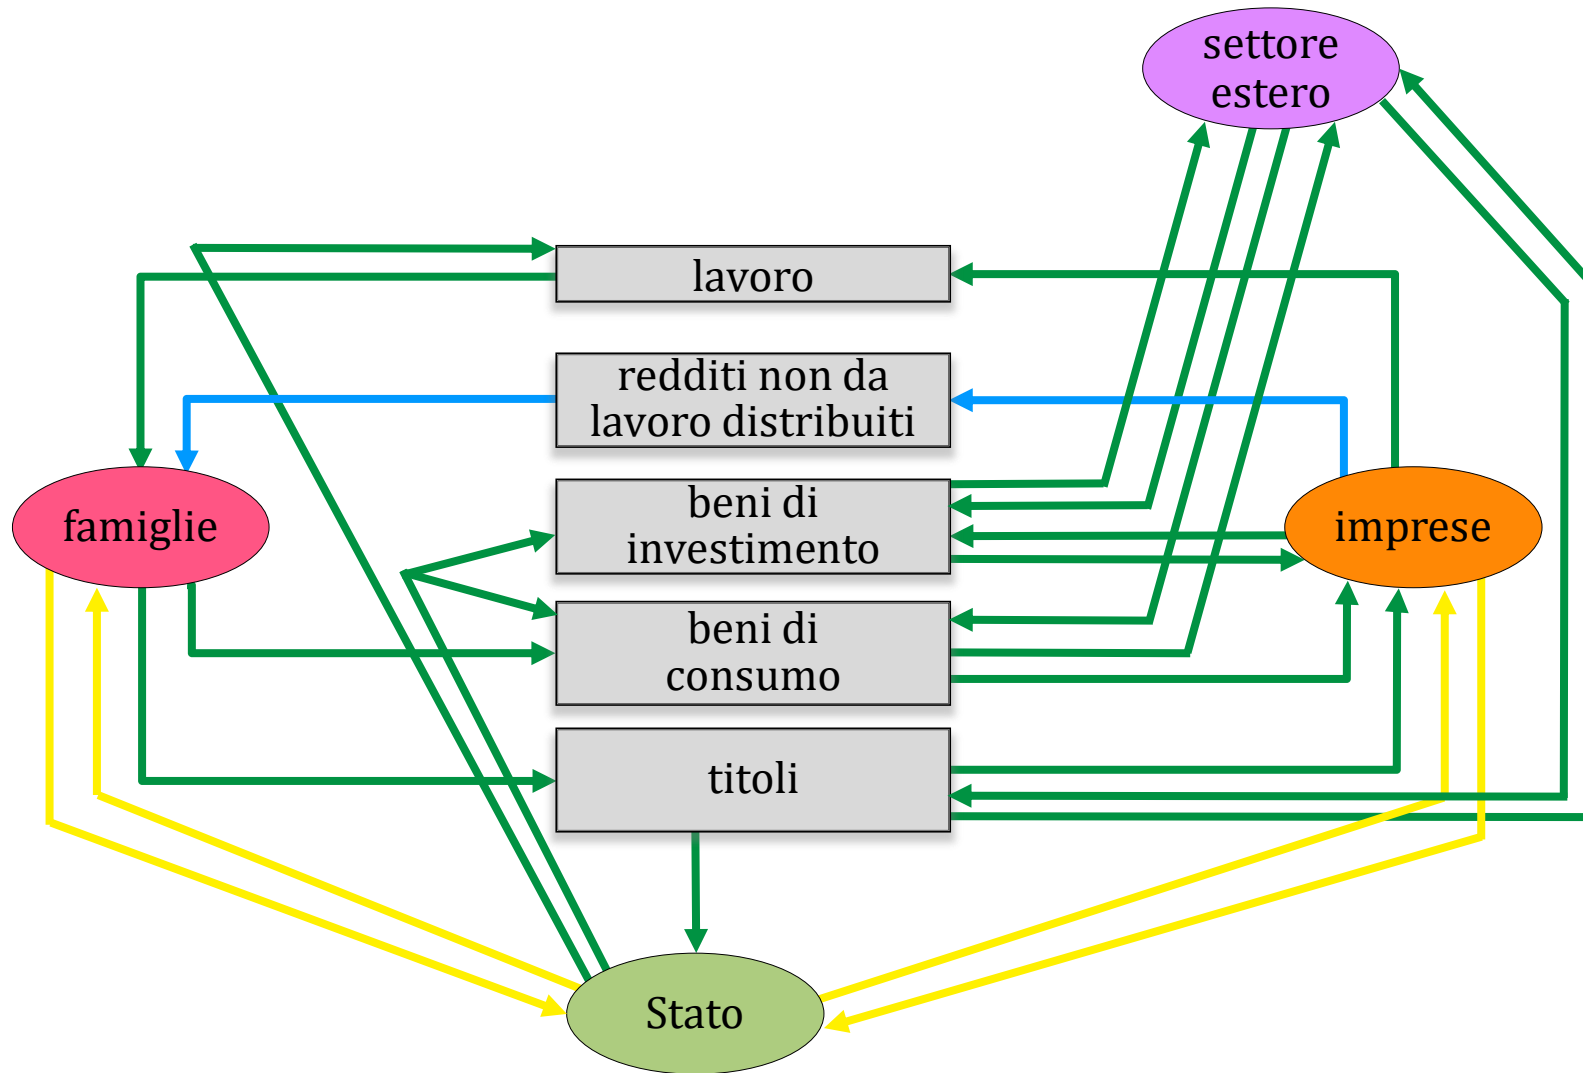 settore
estero
lavoro
redditi non da
lavoro distribuiti
famiglie
beni di
investimento
imprese
beni di
consumo
titoli
Stato